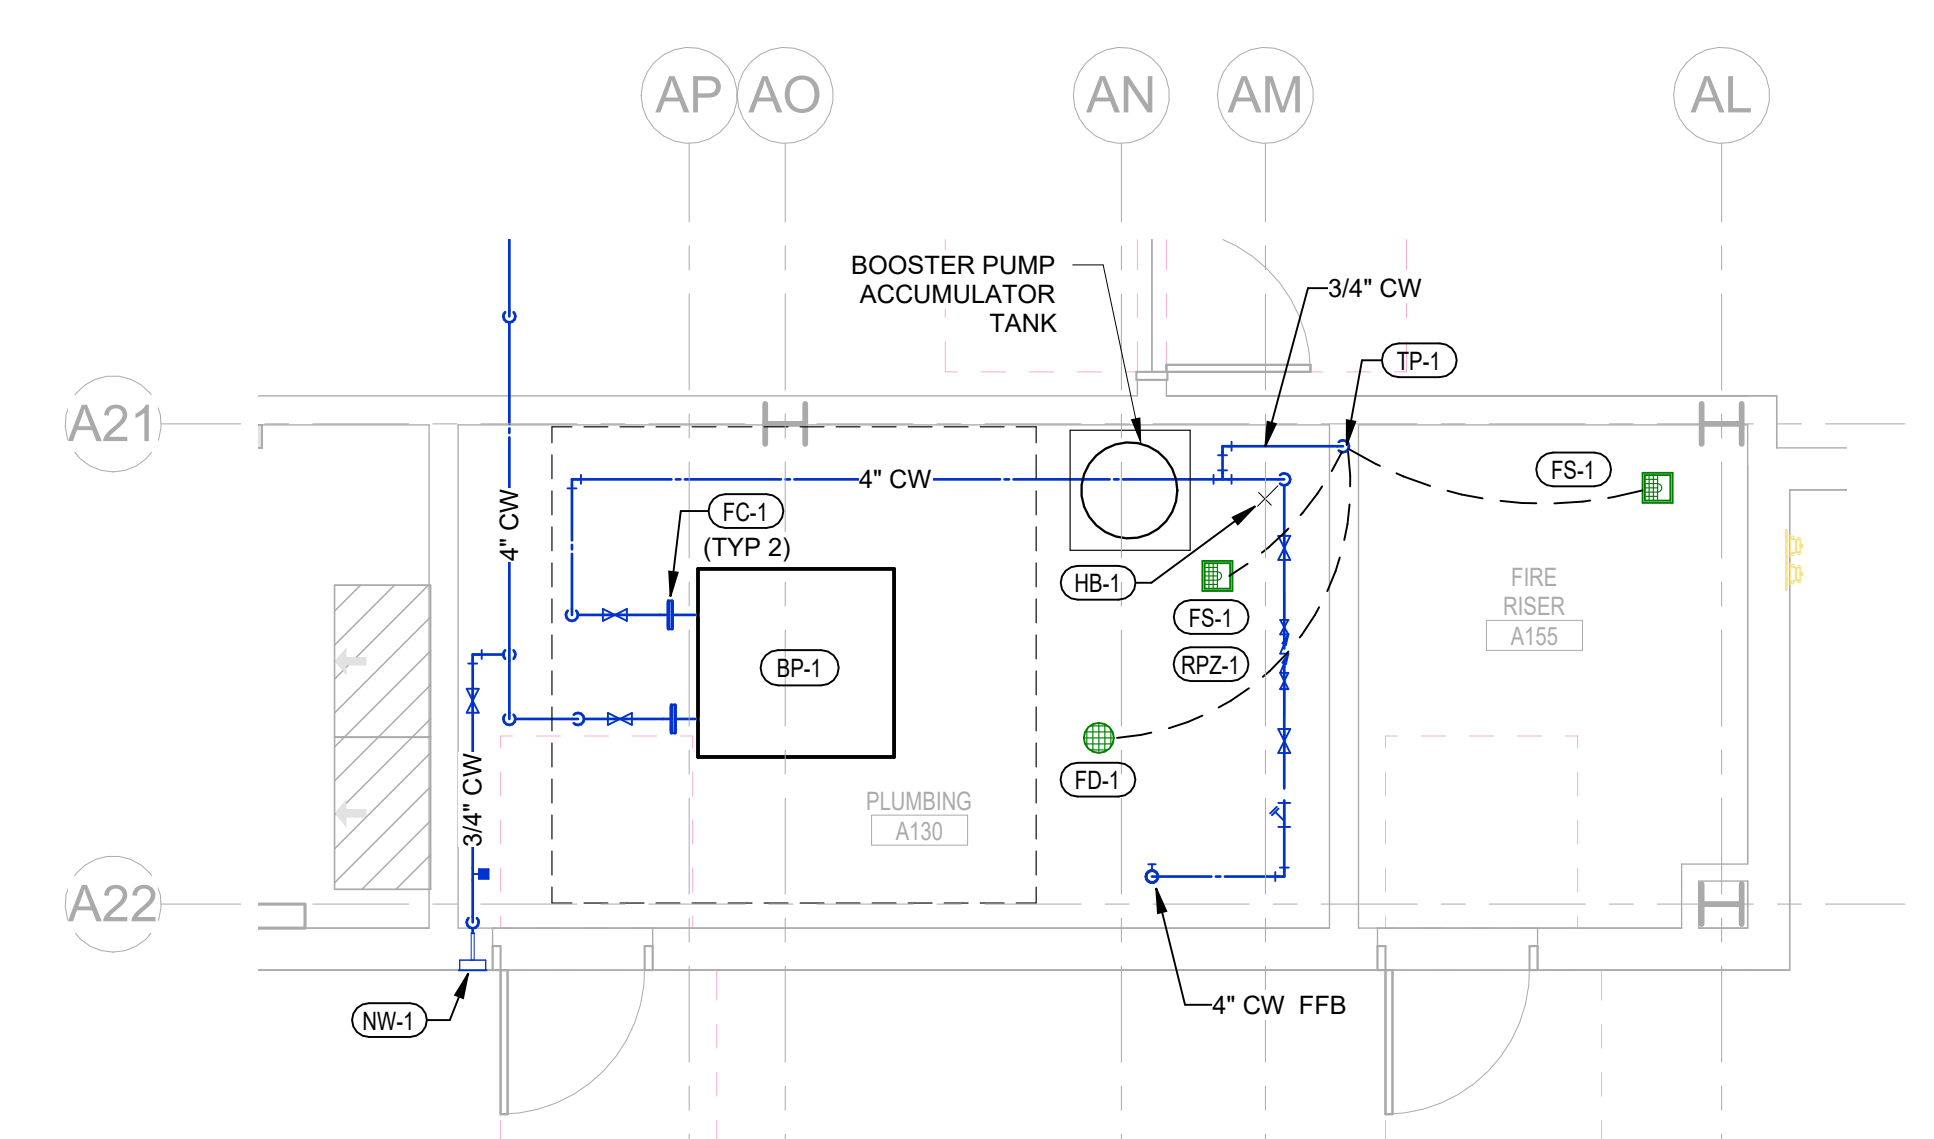 AP
AO
AN
AM
AL
BOOSTER PUMP
ACCUMULATOR
TANK
3/4" CW
TP-1
A21
FS-1
4" CW
4" CW
FC-1
(TYP 2)
HB-1
FIRE
RISER
A155
FS-1
RPZ-1
BP-1
FD-1
3/4" CW
PLUMBING
A130
A22
4" CW  FFB
NW-1